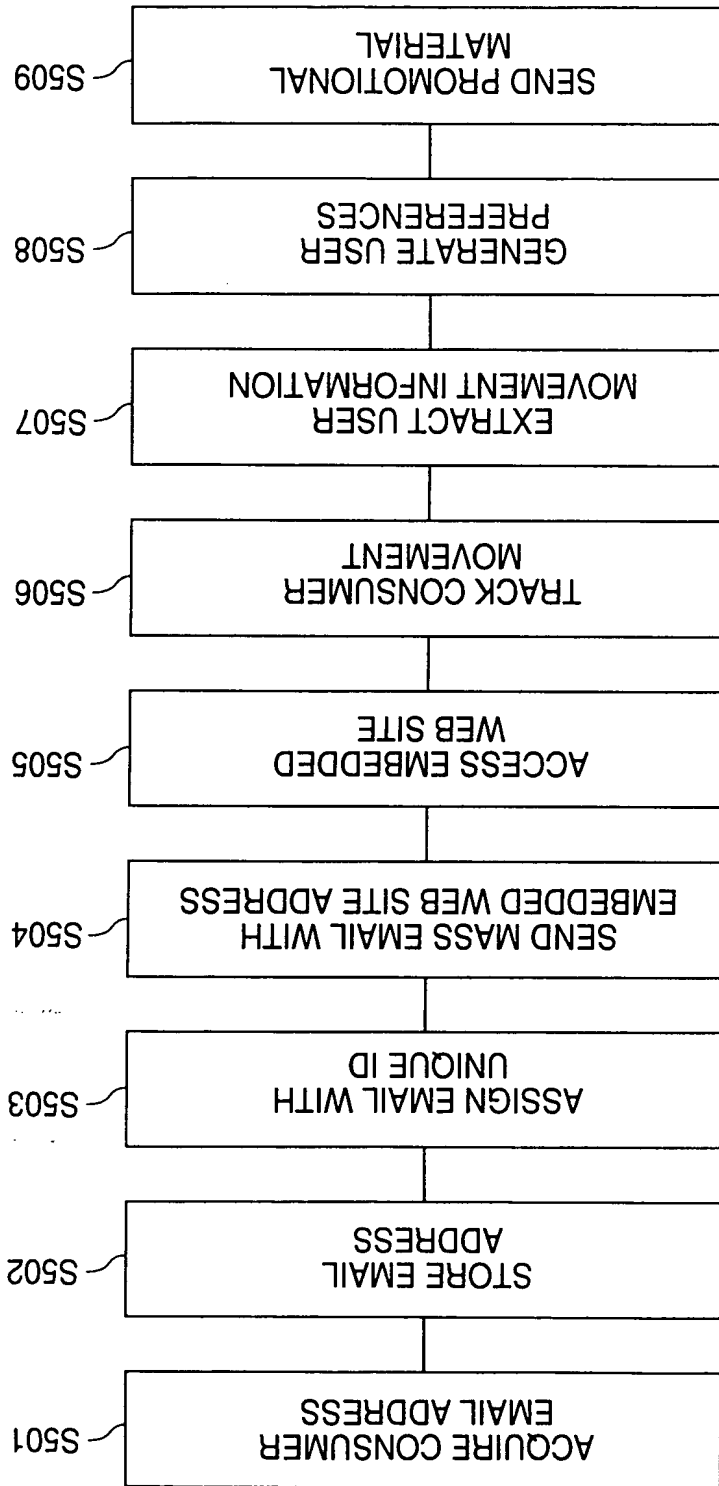 S501
ACQUIRE CONSUMER
EMAIL ADDRESS
S502
STORE EMAIL
ADDRESS
S503
ASSIGN EMAIL WITH
UNIQUE ID
S504
SEND MASS EMAIL WITH
EMBEDDED WEB SITE ADDRESS
S505
ACCESS EMBEDDED
WEB SITE
S506
TRACK CONSUMER
MOVEMENT
S507
EXTRACT USER
MOVEMENT INFORMATION
S508
GENERATE USER
PREFERENCES
S509
SEND PROMOTIONAL
MATERIAL